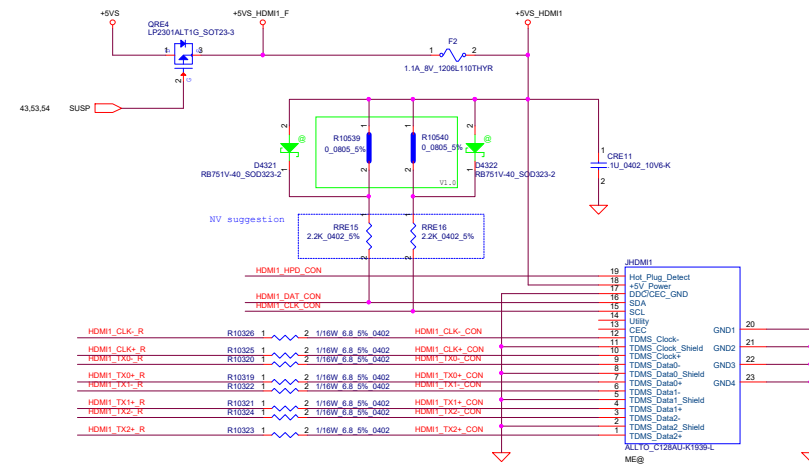 +5VS
+5VS_HDMI1_F
+5VS_HDMI1
QRE4
LP2301ALT1G_SOT23-3
1
3
2
G
F2
1
2
1.1A_8V_1206L110THYR
43,53,54
SUSP
2
1
@
D4321
RB751V-40_SOD323-2
1
R10539
0_0805_5%
2
1
R10540
0_0805_5%
2
V1.0
2
1
@
D4322
RB751V-40_SOD323-2
1
CRE11
.1U_0402_10V6-K
2
NV suggestion
1
RRE15
2.2K_0402_5%
2
1
RRE16
2.2K_0402_5%
2
JHDMI1
HDMI1_HPD_CON
19
Hot_Plug_Detect
18
+5V_Power
17
DDC/CEC_GND
HDMI1_DAT_CON
16
SDA
HDMI1_CLK_CON
15
SCL
14
Utility
13
CEC
GND1
20
HDMI1_CLK-_R
R10326 1
2 1/16W_6.8_5%_0402
HDMI1_CLK-_CON
12
TDMS_Clock-
11
TDMS_Clock_Shield
GND2
21
HDMI1_CLK+_R
R10325 1
2 1/16W_6.8_5%_0402
HDMI1_CLK+_CON
10
TDMS_Clock+
HDMI1_TX0-_R
R10320 1
2 1/16W_6.8_5%_0402
HDMI1_TX0-_CON
9
TDMS_Data0-
GND3
22
8
TDMS_Data0_Shield
HDMI1_TX0+_R
R10319 1
2 1/16W_6.8_5%_0402
HDMI1_TX0+_CON
7
TDMS_Data0+
GND4
23
HDMI1_TX1-_R
R10322 1
2 1/16W_6.8_5%_0402
HDMI1_TX1-_CON
6
TDMS_Data1-
5
TDMS_Data1_Shield
HDMI1_TX1+_R
R10321 1
2 1/16W_6.8_5%_0402
HDMI1_TX1+_CON
4
TDMS_Data1+
HDMI1_TX2-_R
R10324 1
2 1/16W_6.8_5%_0402
HDMI1_TX2-_CON
3
TDMS_Data2-
2
TDMS_Data2_Shield
HDMI1_TX2+_R
R10323 1
2 1/16W_6.8_5%_0402
HDMI1_TX2+_CON
1
TDMS_Data2+
ALLTO_C128AU-K1939-L
ME@